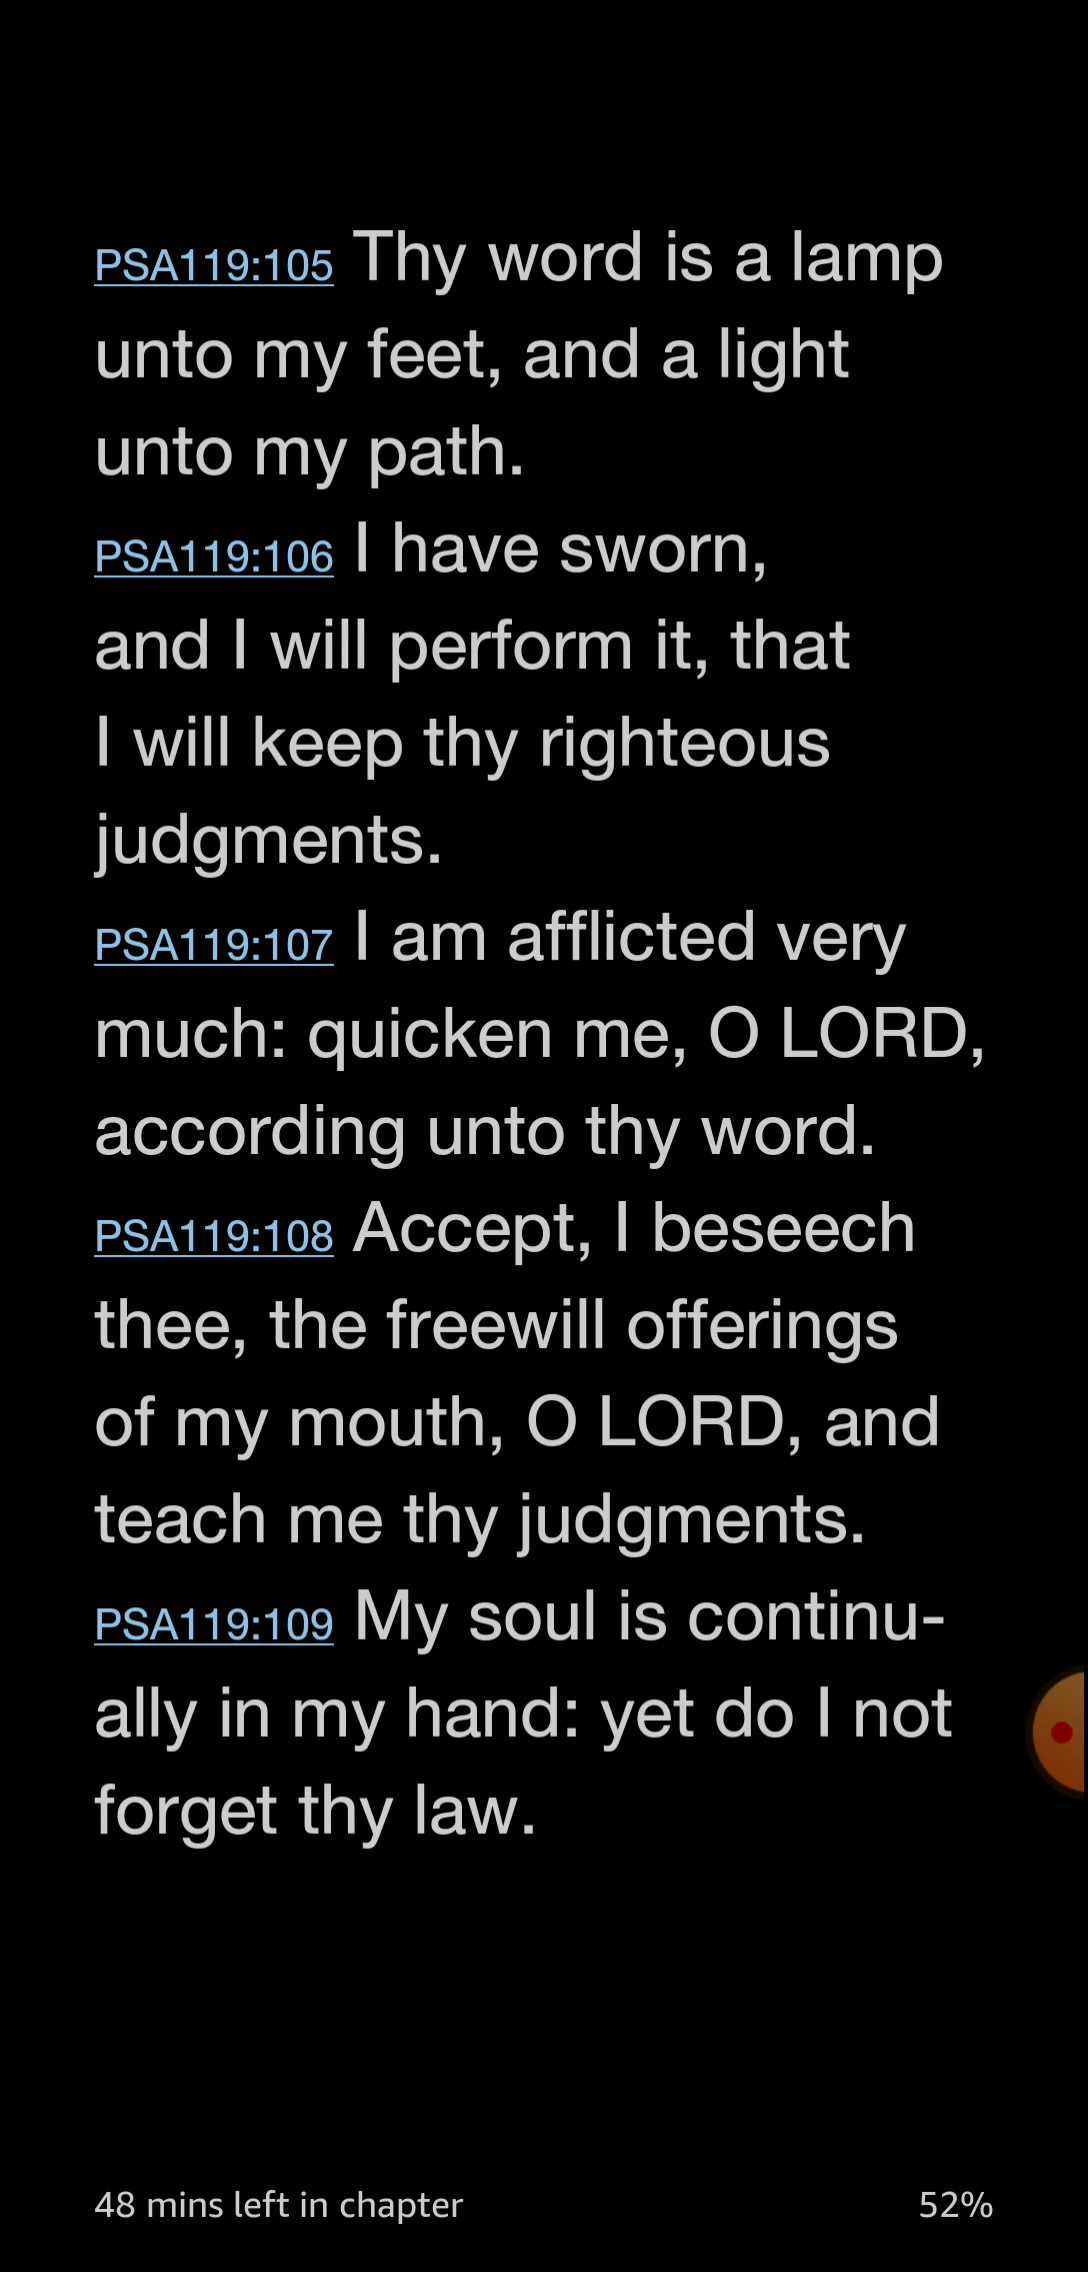 PSA119:105 Thy word is a lamp
unto my feet, and a light
unto my path.
PSA119:106 I have sworn,
and I will perform it, that
I will keep thy righteous
judgments.
PSA119:107 I am afflicted very
much: quicken me, O LORD,
according unto thy word.
PSA119:108 Accept, I beseech
thee, the freewill offerings
of my mouth, O LORD, and
teach me thy judgments.
PSA119:109 My soul is continu-
ally in my hand: yet do I not
forget thy law.
48 mins left in chapter 52%